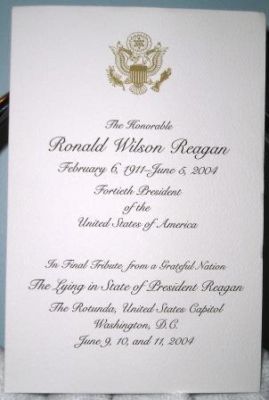 The Honorable
Ronald Wilson Reagan
February 6, 1911-June 5, 2004
Fortieth President
of the
United States of America
In Final Tribute from a Grateful Nation
The Lying in State of President Reagan
The Rotunda, United States Capitol
Washington, D.C.
June 9, 10, and 11, 2004